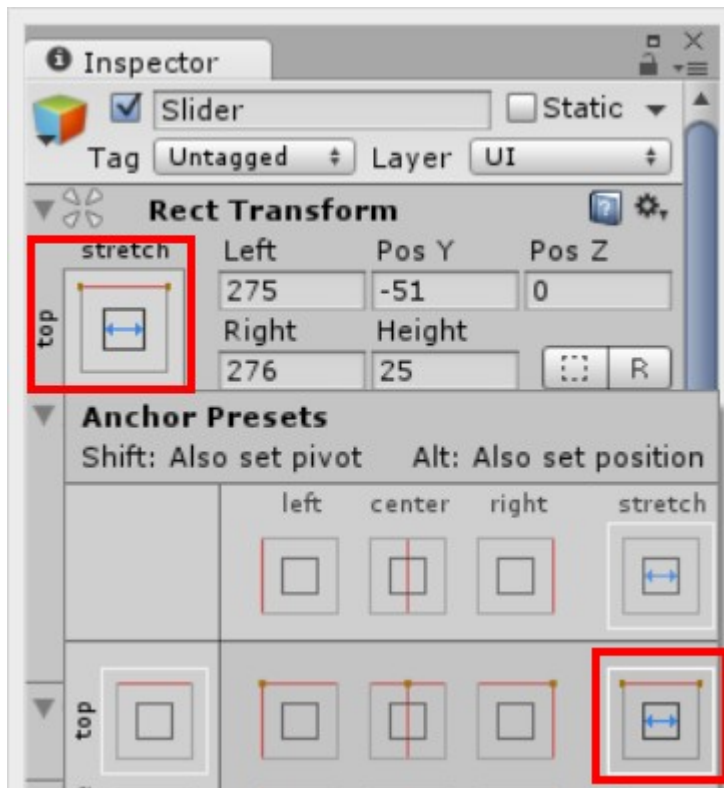 Inspector
Slider Static
Tag Untagged Layer UI
Rect Transform
stretch Left Pos Y Pos Z
275 -51 0
top Right Height
276 25 R
Anchor Presets
Shift: Also set pivot Alt: Also set position
left center right stretch
top